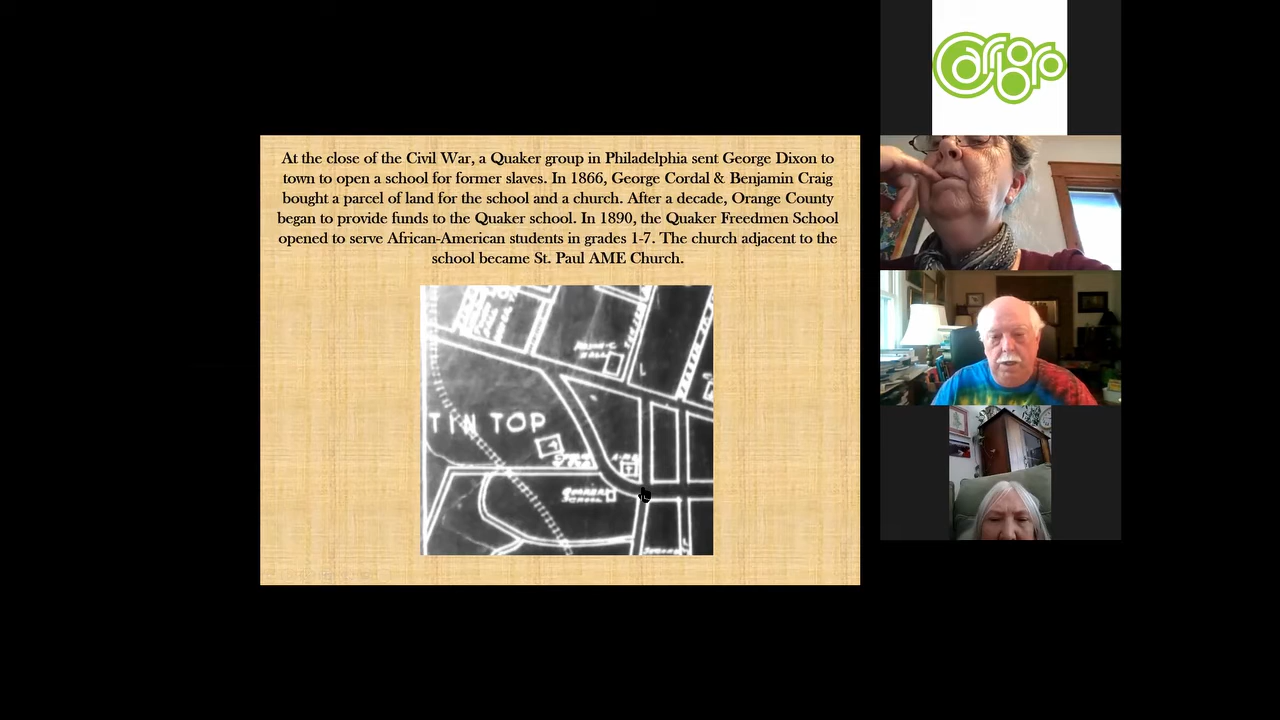 At the close of the Civil War, a Quaker group in Philadelphia sent George Dixon to
town to open a school for former slaves. In 1866, George Cordal & Benjamin Craig
bought a parcel of land for the school and a church. After a decade, Orange County
began to provide funds to the Quaker school. In 1890, the Quaker Freedmen School
opened to serve African-American students in grades 1-7. The church adjacent to the
school became St. Paul AME Church.
Carrboro
HALL
TIN TOP
QUAKER
SCHOOL